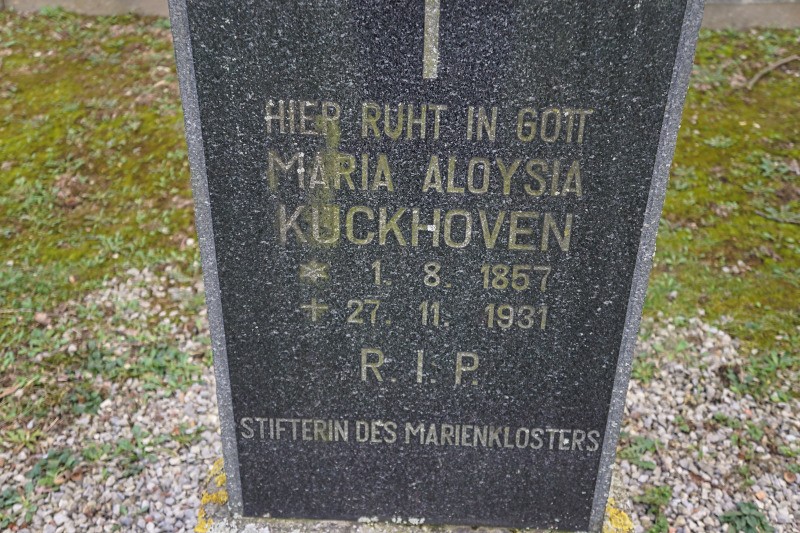 HIER RUHT IN GOTT
MARIA ALOYSIA
KUCKHOVEN
* 1. 8. 1857
+ 27. 11. 1931
R. I. P.
STIFTERIN DES MARIENKLOSTERS